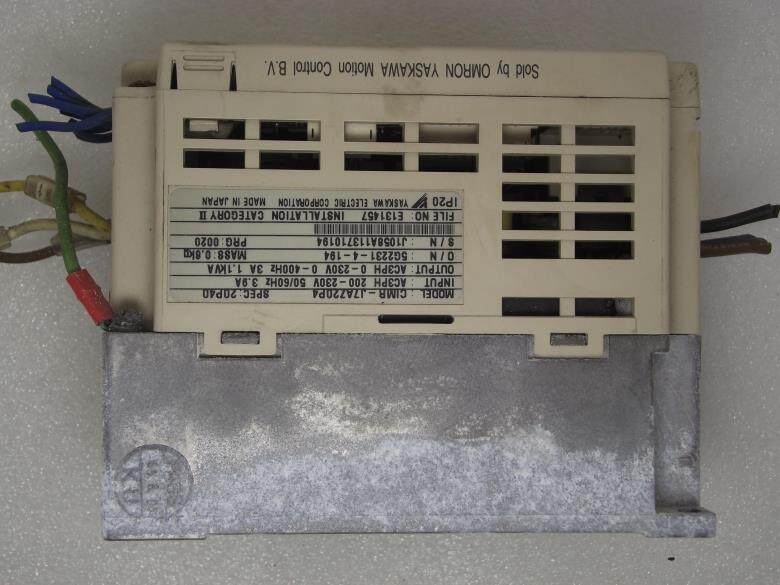 Sold by OMRON YASKAWA Motion Control B.V.
MODEL: CIMR-J7AZ20P4 SPEC: 20P40
INPUT: AC3PH 200-230V 50/60Hz 3.9A
OUTPUT: AC3PH 0-230V 0-400Hz 3A 1.1KVA
O/N: 5G2231-4-194 MASS: 0.8kg
S/N: J1058A13710194 PRG: 0020
FILE NO: E131457 INSTALLATION CATEGORY II
IP20 YASKAWA ELECTRIC CORPORATION MADE IN JAPAN